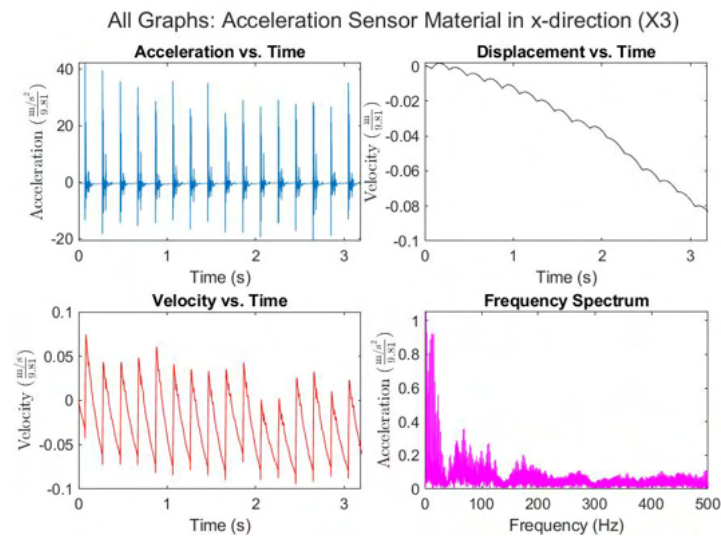 All Graphs: Acceleration Sensor Material in x-direction (X3)
Acceleration vs. Time
Acceleration (m/s²/9.81)
40
20
0
-20
0 1 2 3
Time (s)
Displacement vs. Time
Velocity (m/9.81)
0
-0.02
-0.04
-0.06
-0.08
-0.1
0 1 2 3
Time (s)
Velocity vs. Time
Velocity (m/s/9.81)
0.1
0.05
0
-0.05
-0.1
0 1 2 3
Time (s)
Frequency Spectrum
Acceleration (m/s²/9.81)
1
0.8
0.6
0.4
0.2
0
0 100 200 300 400 500
Frequency (Hz)